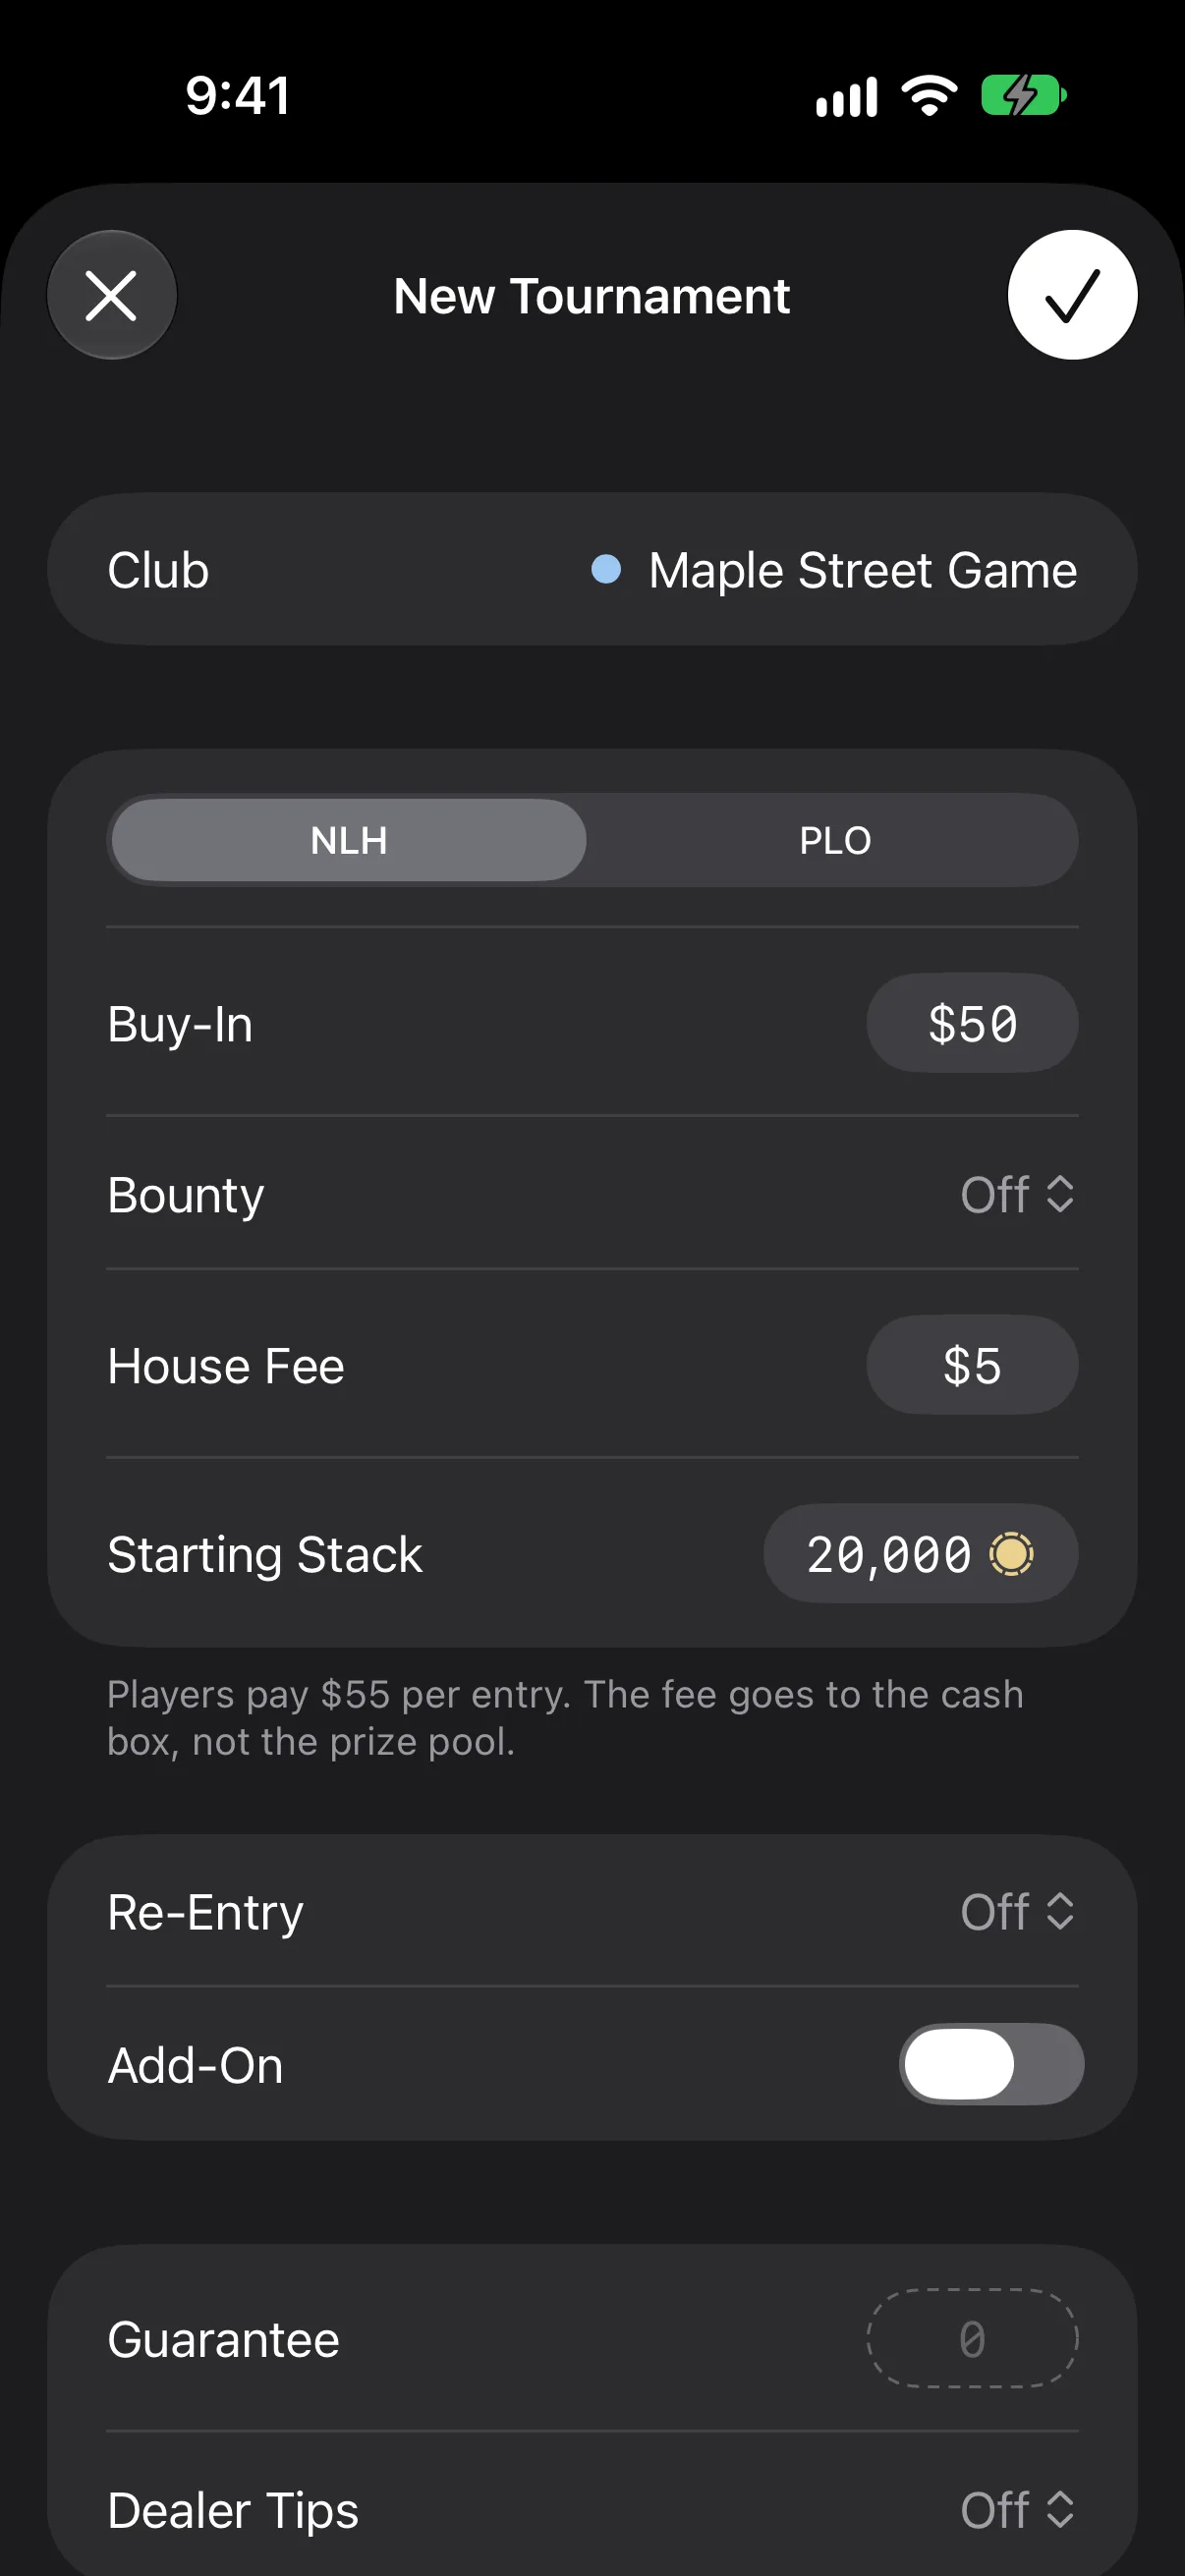 9:41
New Tournament
Club Maple Street Game
NLH PLO
Buy-In $50
Bounty Off
House Fee $5
Starting Stack 20,000
Players pay $55 per entry. The fee goes to the cash
box, not the prize pool.
Re-Entry Off
Add-On
Guarantee 0
Dealer Tips Off